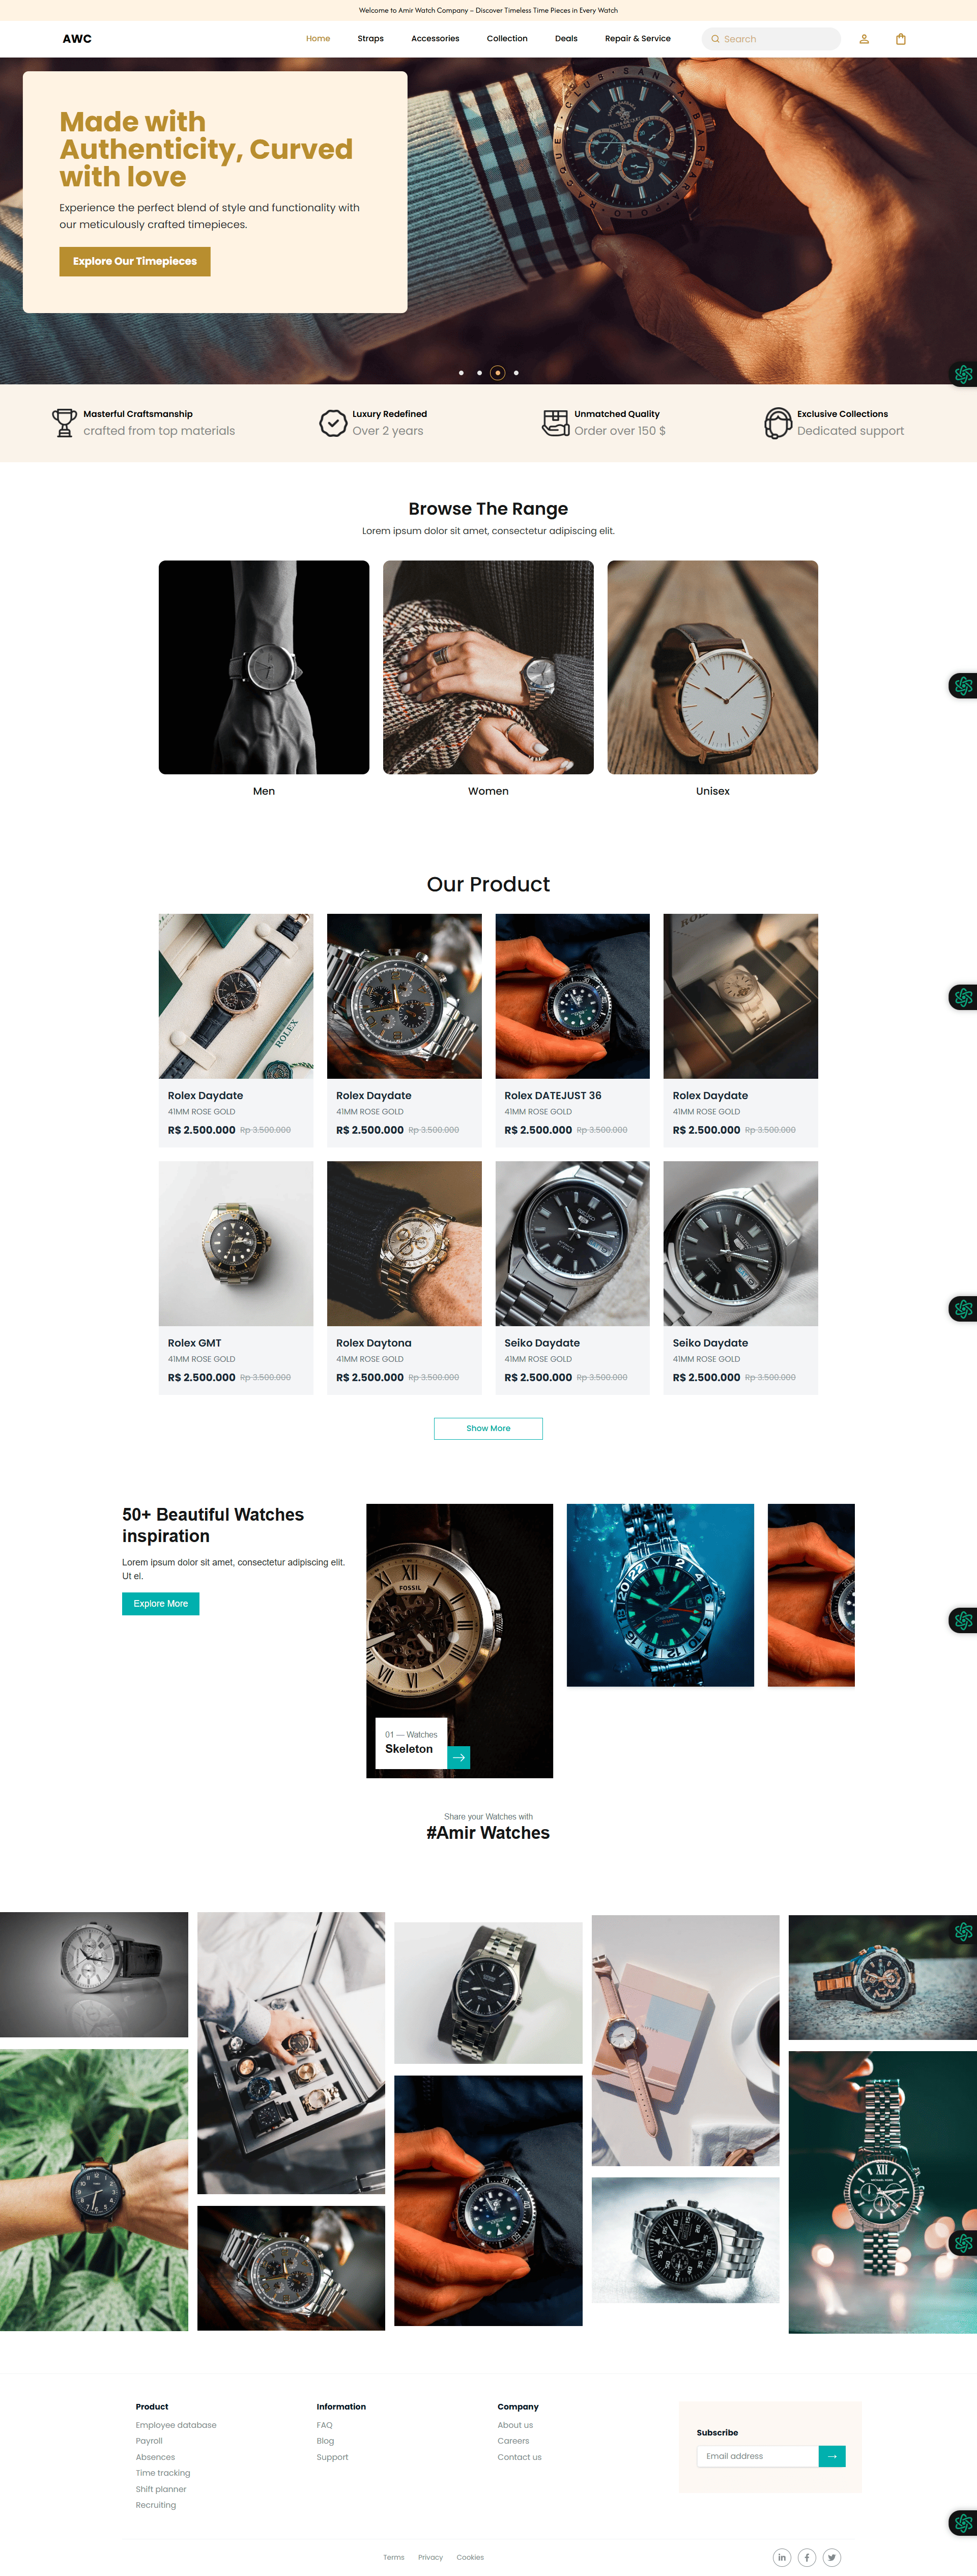 Welcome to Amir Watch Company – Discover Timeless Time Pieces in Every Watch
AWC
Home
Straps
Accessories
Collection
Deals
Repair & Service
Search
Made with
Authenticity, Curved
with love
Experience the perfect blend of style and functionality with
our meticulously crafted timepieces.
Explore Our Timepieces
Masterful Craftsmanship
crafted from top materials
Luxury Redefined
Over 2 years
Unmatched Quality
Order over 150 $
Exclusive Collections
Dedicated support
Browse The Range
Lorem ipsum dolor sit amet, consectetur adipiscing elit.
Men
Women
Unisex
Our Product
ROLEX
Rolex Daydate
41MM ROSE GOLD
R$ 2.500.000 Rp 3.500.000
Rolex Daydate
41MM ROSE GOLD
R$ 2.500.000 Rp 3.500.000
Rolex DATEJUST 36
41MM ROSE GOLD
R$ 2.500.000 Rp 3.500.000
Rolex Daydate
41MM ROSE GOLD
R$ 2.500.000 Rp 3.500.000
Rolex GMT
41MM ROSE GOLD
R$ 2.500.000 Rp 3.500.000
Rolex Daytona
41MM ROSE GOLD
R$ 2.500.000 Rp 3.500.000
Seiko Daydate
41MM ROSE GOLD
R$ 2.500.000 Rp 3.500.000
Seiko Daydate
41MM ROSE GOLD
R$ 2.500.000 Rp 3.500.000
Show More
50+ Beautiful Watches
inspiration
Lorem ipsum dolor sit amet, consectetur adipiscing elit.
Ut el.
Explore More
FOSSIL
01 — Watches
Skeleton
Share your Watches with
#Amir Watches
Product
Employee database
Payroll
Absences
Time tracking
Shift planner
Recruiting
Information
FAQ
Blog
Support
Company
About us
Careers
Contact us
Subscribe
Email address
Terms
Privacy
Cookies